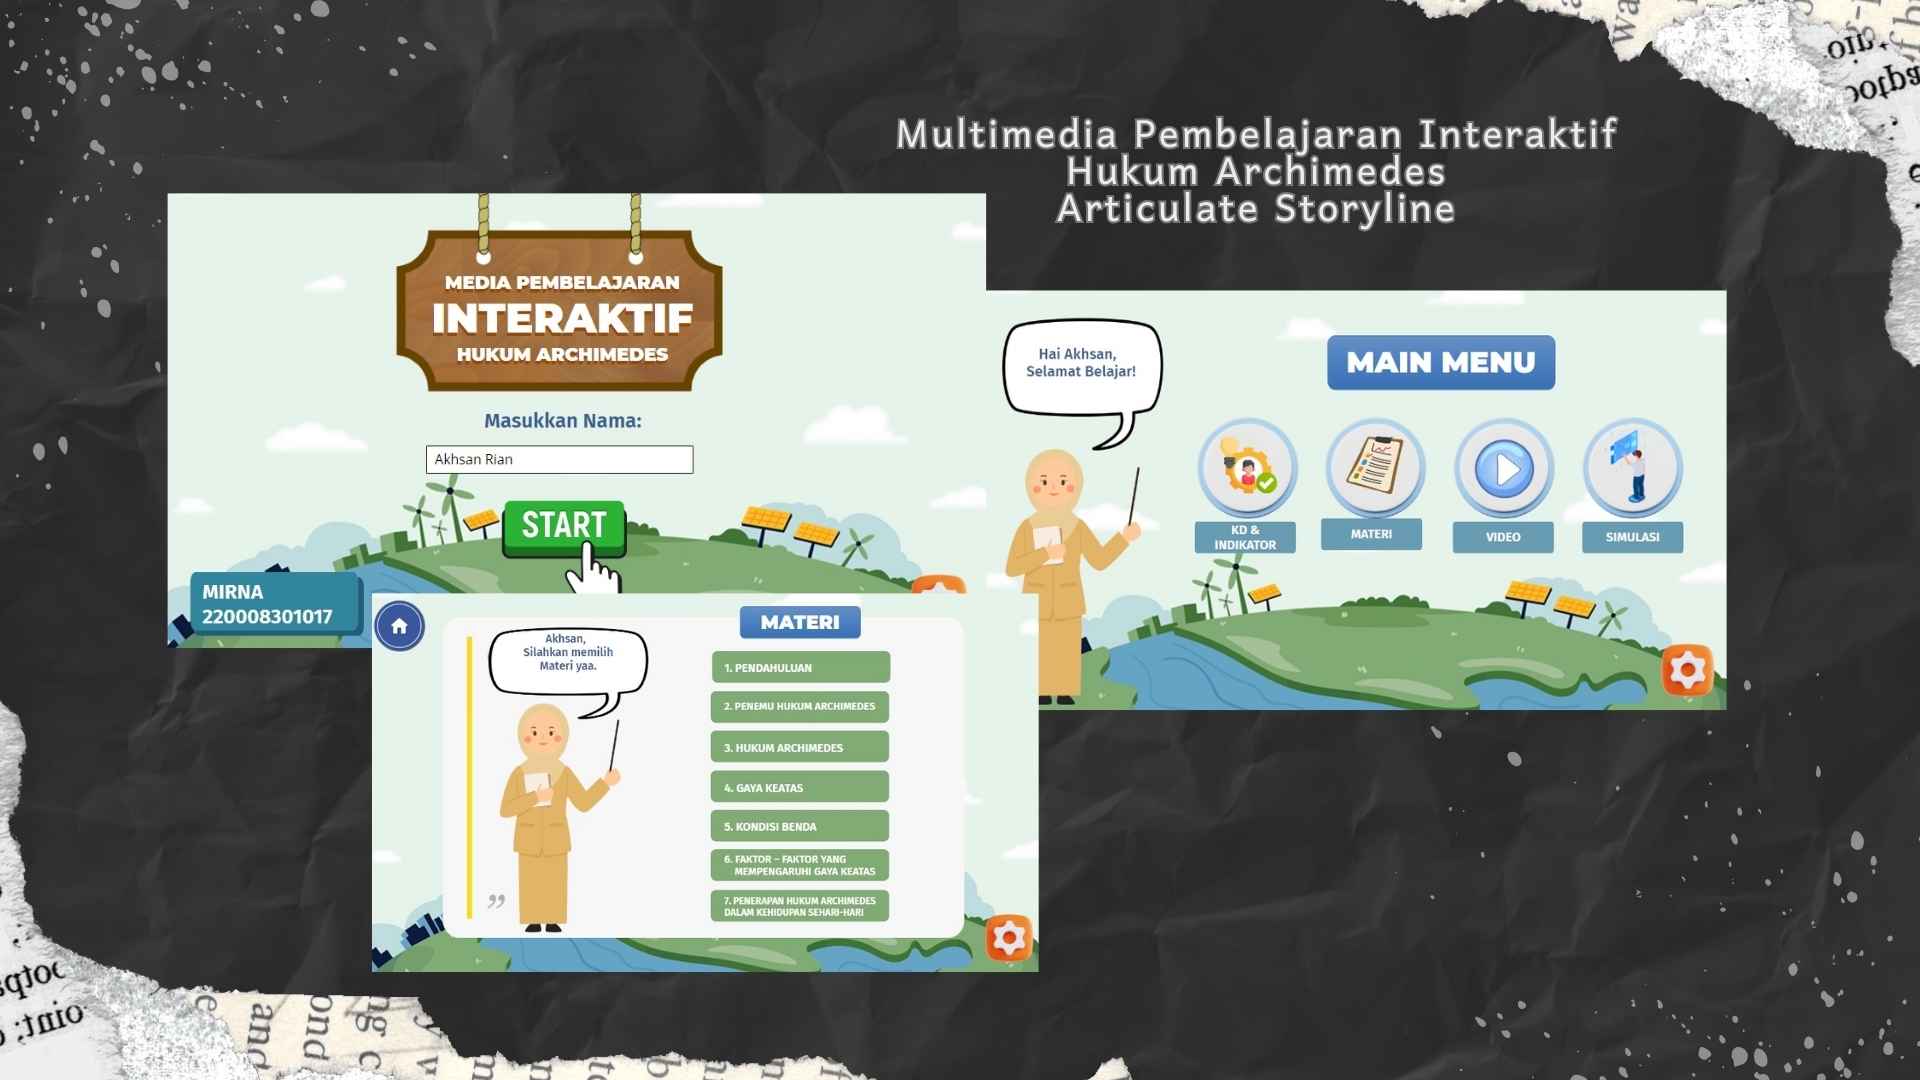 Multimedia Pembelajaran Interaktif
Hukum Archimedes
Articulate Storyline
MEDIA PEMBELAJARAN
INTERAKTIF
HUKUM ARCHIMEDES
Masukkan Nama:
Akhsan Rian
START
MIRNA
220008301017
Hai Akhsan,
Selamat Belajar!
MAIN MENU
KD &
INDIKATOR
MATERI
VIDEO
SIMULASI
MATERI
Akhsan,
Silahkan memilih
Materi yaa.
1. PENDAHULUAN
2. PENEMU HUKUM ARCHIMEDES
3. HUKUM ARCHIMEDES
4. GAYA KEATAS
5. KONDISI BENDA
6. FAKTOR – FAKTOR YANG
MEMPENGARUHI GAYA KEATAS
7. PENERAPAN HUKUM ARCHIMEDES
DALAM KEHIDUPAN SEHARI-HARI
”